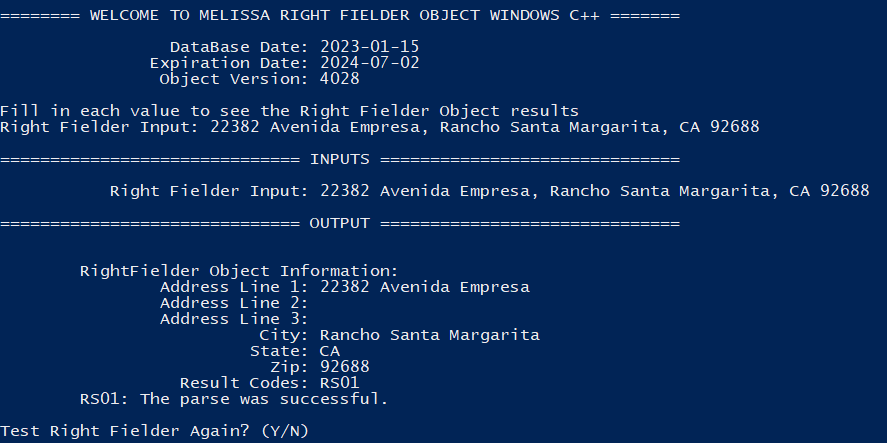 ======== WELCOME TO MELISSA RIGHT FIELDER OBJECT WINDOWS C++ =======
DataBase Date: 2023-01-15
Expiration Date: 2024-07-02
Object Version: 4028
Fill in each value to see the Right Fielder Object results
Right Fielder Input: 22382 Avenida Empresa, Rancho Santa Margarita, CA 92688
============================== INPUTS ==============================
Right Fielder Input: 22382 Avenida Empresa, Rancho Santa Margarita, CA 92688
============================== OUTPUT ==============================
RightFielder Object Information:
Address Line 1: 22382 Avenida Empresa
Address Line 2:
Address Line 3:
City: Rancho Santa Margarita
State: CA
Zip: 92688
Result Codes: RS01
RS01: The parse was successful.
Test Right Fielder Again? (Y/N)